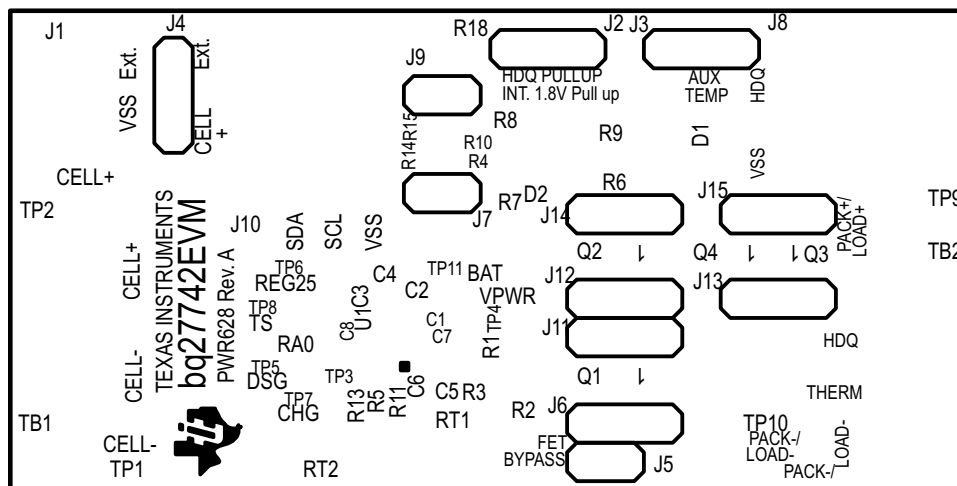 J1
J4
R18
J2
J3
J8
VSS Ext.
Ext.
CELL
+
J9
HDQ PULLUP
INT. 1.8V Pull up
AUX
TEMP
HDQ
R14R15
R8
R10
R4
R9
D1
VSS
CELL+
TP2
J10
J7
R7
D2
J14
R6
J15
PACK+/
LOAD+
TP9
TEXAS INSTRUMENTS
bq27742EVM
PWR628 Rev. A
SDA
SCL
VSS
Q2
1
Q4
1
1
Q3
TB2
CELL+
TP6
REG25
C4
TP11
BAT
J12
J13
C2
VPWR
TP8
TS
C8
U1
C3
C1
C7
R1
TP4
J11
RA0
HDQ
CELL-
TP5
DSG
TP3
Q1
1
TP7
CHG
R13
R5
R11
C6
C5
R3
THERM
TB1
RT1
R2
J6
TP10
CELL-
TP1
RT2
FET
BYPASS
J5
PACK-/
LOAD-
PACK-/
LOAD-